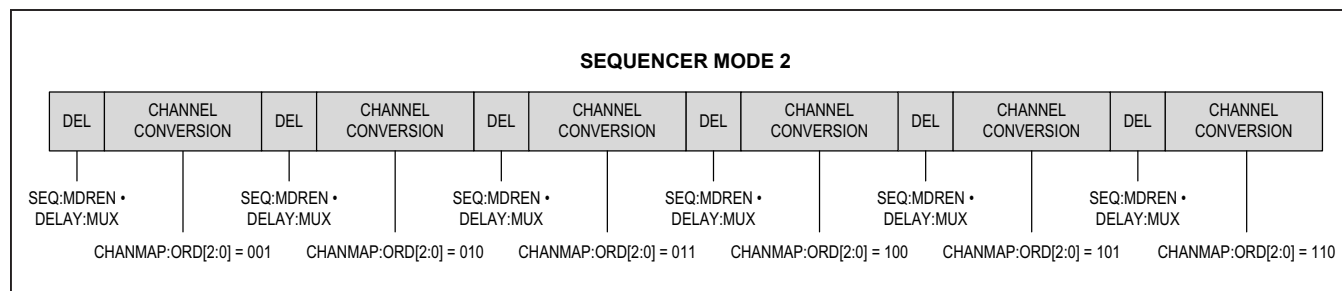 SEQUENCER MODE 2
DEL
CHANNEL
CONVERSION
DEL
CHANNEL
CONVERSION
DEL
CHANNEL
CONVERSION
DEL
CHANNEL
CONVERSION
DEL
CHANNEL
CONVERSION
DEL
CHANNEL
CONVERSION
SEQ:MDREN •
DELAY:MUX
SEQ:MDREN •
DELAY:MUX
SEQ:MDREN •
DELAY:MUX
SEQ:MDREN •
DELAY:MUX
SEQ:MDREN •
DELAY:MUX
SEQ:MDREN •
DELAY:MUX
CHANMAP:ORD[2:0] = 001
CHANMAP:ORD[2:0] = 010
CHANMAP:ORD[2:0] = 011
CHANMAP:ORD[2:0] = 100
CHANMAP:ORD[2:0] = 101
CHANMAP:ORD[2:0] = 110